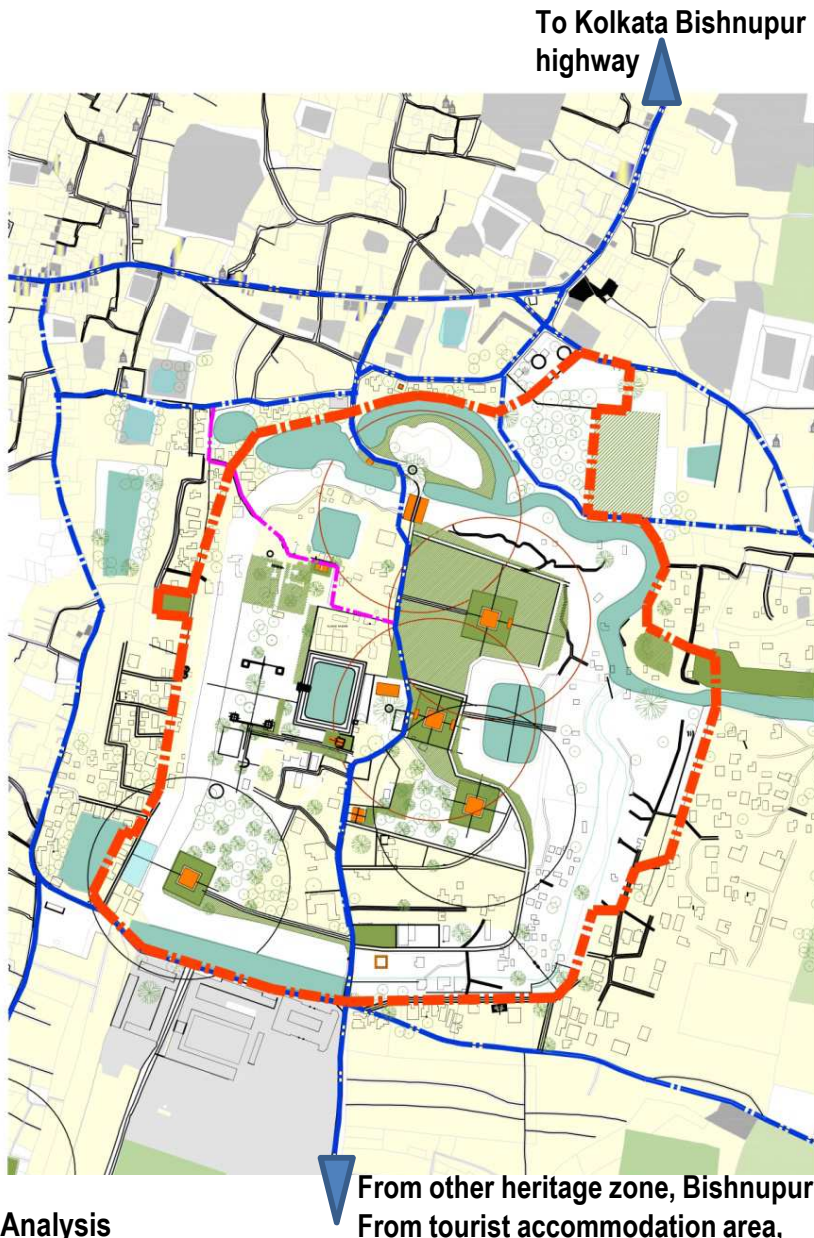 To Kolkata Bishnupur
highway
From other heritage zone, Bishnupur
Analysis
From tourist accommodation area,